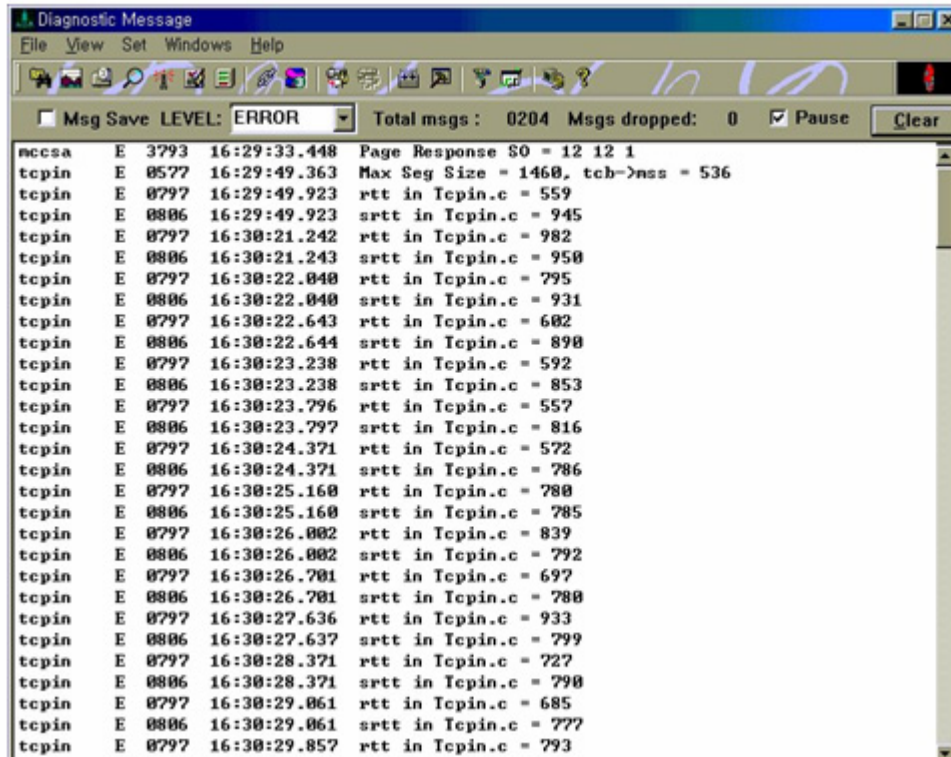 Diagnostic Message
File View Set Windows Help
Msg Save LEVEL: ERROR Total msgs : 0204 Msgs dropped: 0 Pause Clear
mccsa E 3793 16:29:33.448 Page Response SO = 12 12 1
tcpin E 0577 16:29:49.363 Max Seg Size = 1460, tcb->mss = 536
tcpin E 0797 16:29:49.923 rtt in Tcpin.c = 559
tcpin E 0806 16:29:49.923 srtt in Tcpin.c = 945
tcpin E 0797 16:30:21.242 rtt in Tcpin.c = 982
tcpin E 0806 16:30:21.243 srtt in Tcpin.c = 950
tcpin E 0797 16:30:22.040 rtt in Tcpin.c = 795
tcpin E 0806 16:30:22.040 srtt in Tcpin.c = 931
tcpin E 0797 16:30:22.643 rtt in Tcpin.c = 602
tcpin E 0806 16:30:22.644 srtt in Tcpin.c = 890
tcpin E 0797 16:30:23.238 rtt in Tcpin.c = 592
tcpin E 0806 16:30:23.238 srtt in Tcpin.c = 853
tcpin E 0797 16:30:23.796 rtt in Tcpin.c = 557
tcpin E 0806 16:30:23.797 srtt in Tcpin.c = 816
tcpin E 0797 16:30:24.371 rtt in Tcpin.c = 572
tcpin E 0806 16:30:24.371 srtt in Tcpin.c = 786
tcpin E 0797 16:30:25.160 rtt in Tcpin.c = 780
tcpin E 0806 16:30:25.160 srtt in Tcpin.c = 785
tcpin E 0797 16:30:26.002 rtt in Tcpin.c = 839
tcpin E 0806 16:30:26.002 srtt in Tcpin.c = 792
tcpin E 0797 16:30:26.701 rtt in Tcpin.c = 697
tcpin E 0806 16:30:26.701 srtt in Tcpin.c = 780
tcpin E 0797 16:30:27.636 rtt in Tcpin.c = 933
tcpin E 0806 16:30:27.637 srtt in Tcpin.c = 799
tcpin E 0797 16:30:28.371 rtt in Tcpin.c = 727
tcpin E 0806 16:30:28.371 srtt in Tcpin.c = 790
tcpin E 0797 16:30:29.061 rtt in Tcpin.c = 685
tcpin E 0806 16:30:29.061 srtt in Tcpin.c = 777
tcpin E 0797 16:30:29.857 rtt in Tcpin.c = 793